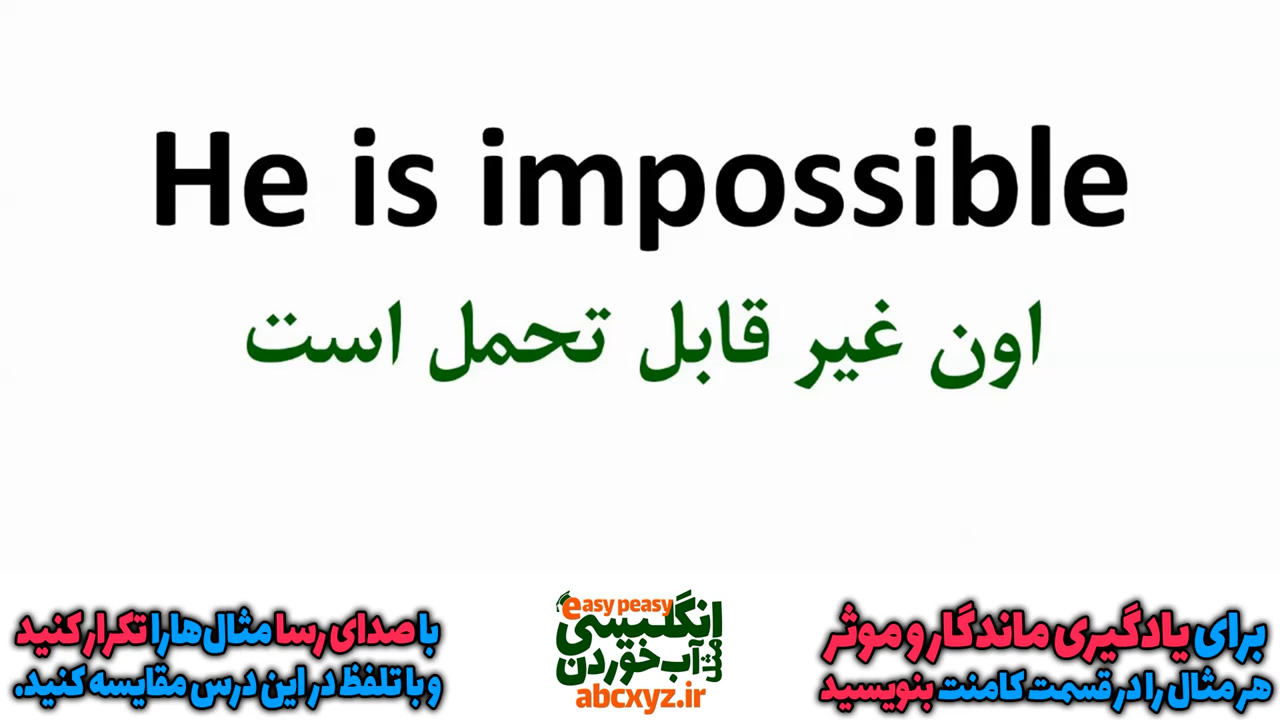 He is impossible
اون غیر قابل تحمل است
برای یادگیری ماندگار و موثر
هر مثال را در قسمت کامنت بنویسید
easy peasy
انگلیسی
مثل
آب خوردن
abcxyz.ir
با صدای رسا مثال‌ها را تکرار کنید
و با تلفظ در این درس مقایسه کنید.